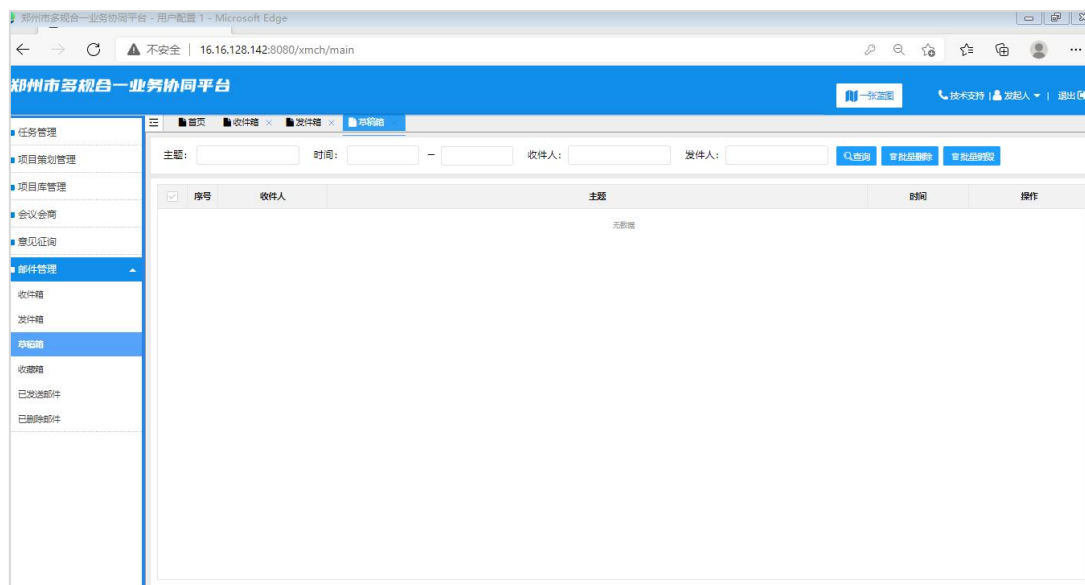 郑州市多规合一业务协同平台 - 用户配置 1 - Microsoft Edge
不安全 | 16.16.128.142:8080/xmch/main
郑州市多规合一业务协同平台
一张蓝图 技术支持 | 发起人 | 退出
任务管理
项目策划管理
项目库管理
会议会商
意见征询
邮件管理
收件箱
发件箱
草稿箱
收藏箱
已发送邮件
已删除邮件
首页 收件箱 × 发件箱 × 草稿箱
主题: 时间: － 收件人: 发件人: 查询 批量删除
序号 收件人 主题 时间 操作
无数据